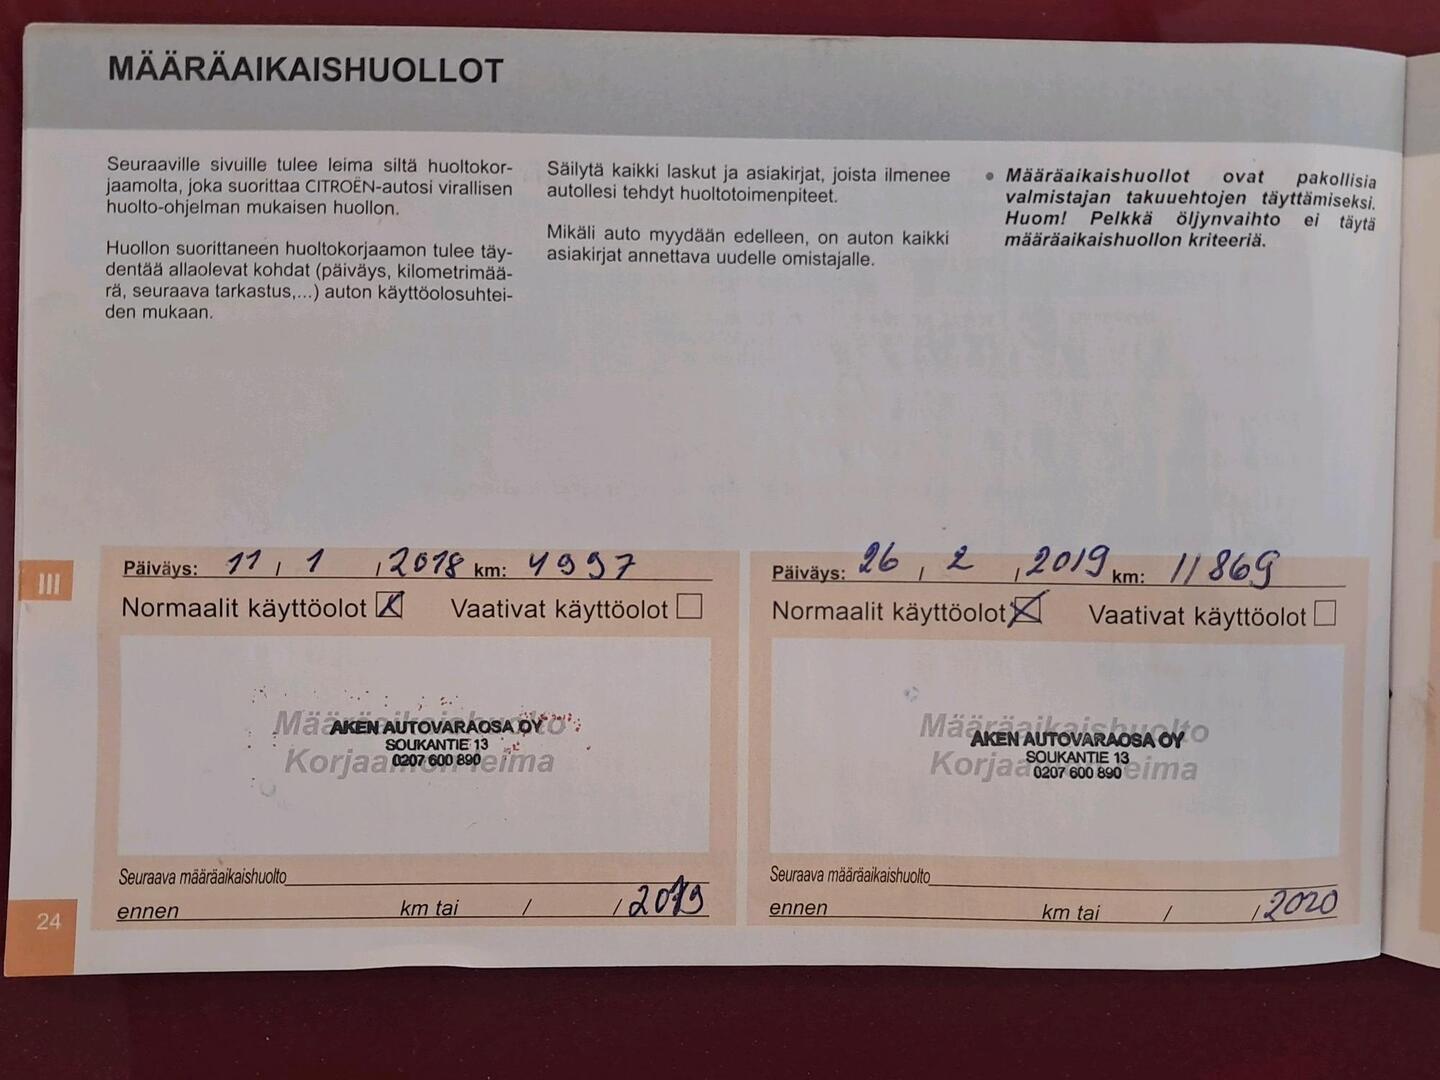 MÄÄRÄAIKAISHUOLLOT
Seuraaville sivuille tulee leima siltä huoltokor-
jaamolta, joka suorittaa CITROËN-autosi virallisen
huolto-ohjelman mukaisen huollon.
Huollon suorittaneen huoltokorjaamon tulee täy-
dentää allaolevat kohdat (päiväys, kilometrimää-
rä, seuraava tarkastus,...) auton käyttöolosuhtei-
den mukaan.
Säilytä kaikki laskut ja asiakirjat, joista ilmenee
autollesi tehdyt huoltotoimenpiteet.
Mikäli auto myydään edelleen, on auton kaikki
asiakirjat annettava uudelle omistajalle.
• Määräaikaishuollot ovat pakollisia
valmistajan takuuehtojen täyttämiseksi.
Huom! Pelkkä öljynvaihto ei täytä
määräaikaishuollon kriteeriä.
III
Päiväys: 11 / 1 / 2018 km: 4997
Normaalit käyttöolot Vaativat käyttöolot
Määräaikaishuolto
Korjaamon leima
AKEN AUTOVARAOSA OY
SOUKANTIE 13
0207 600 890
Seuraava määräaikaishuolto
ennen km tai / / 2019
Päiväys: 26 / 2 / 2019 km: 11869
Normaalit käyttöolot Vaativat käyttöolot
Määräaikaishuolto
Korjaamon leima
AKEN AUTOVARAOSA OY
SOUKANTIE 13
0207 600 890
Seuraava määräaikaishuolto
ennen km tai / / 2020
24